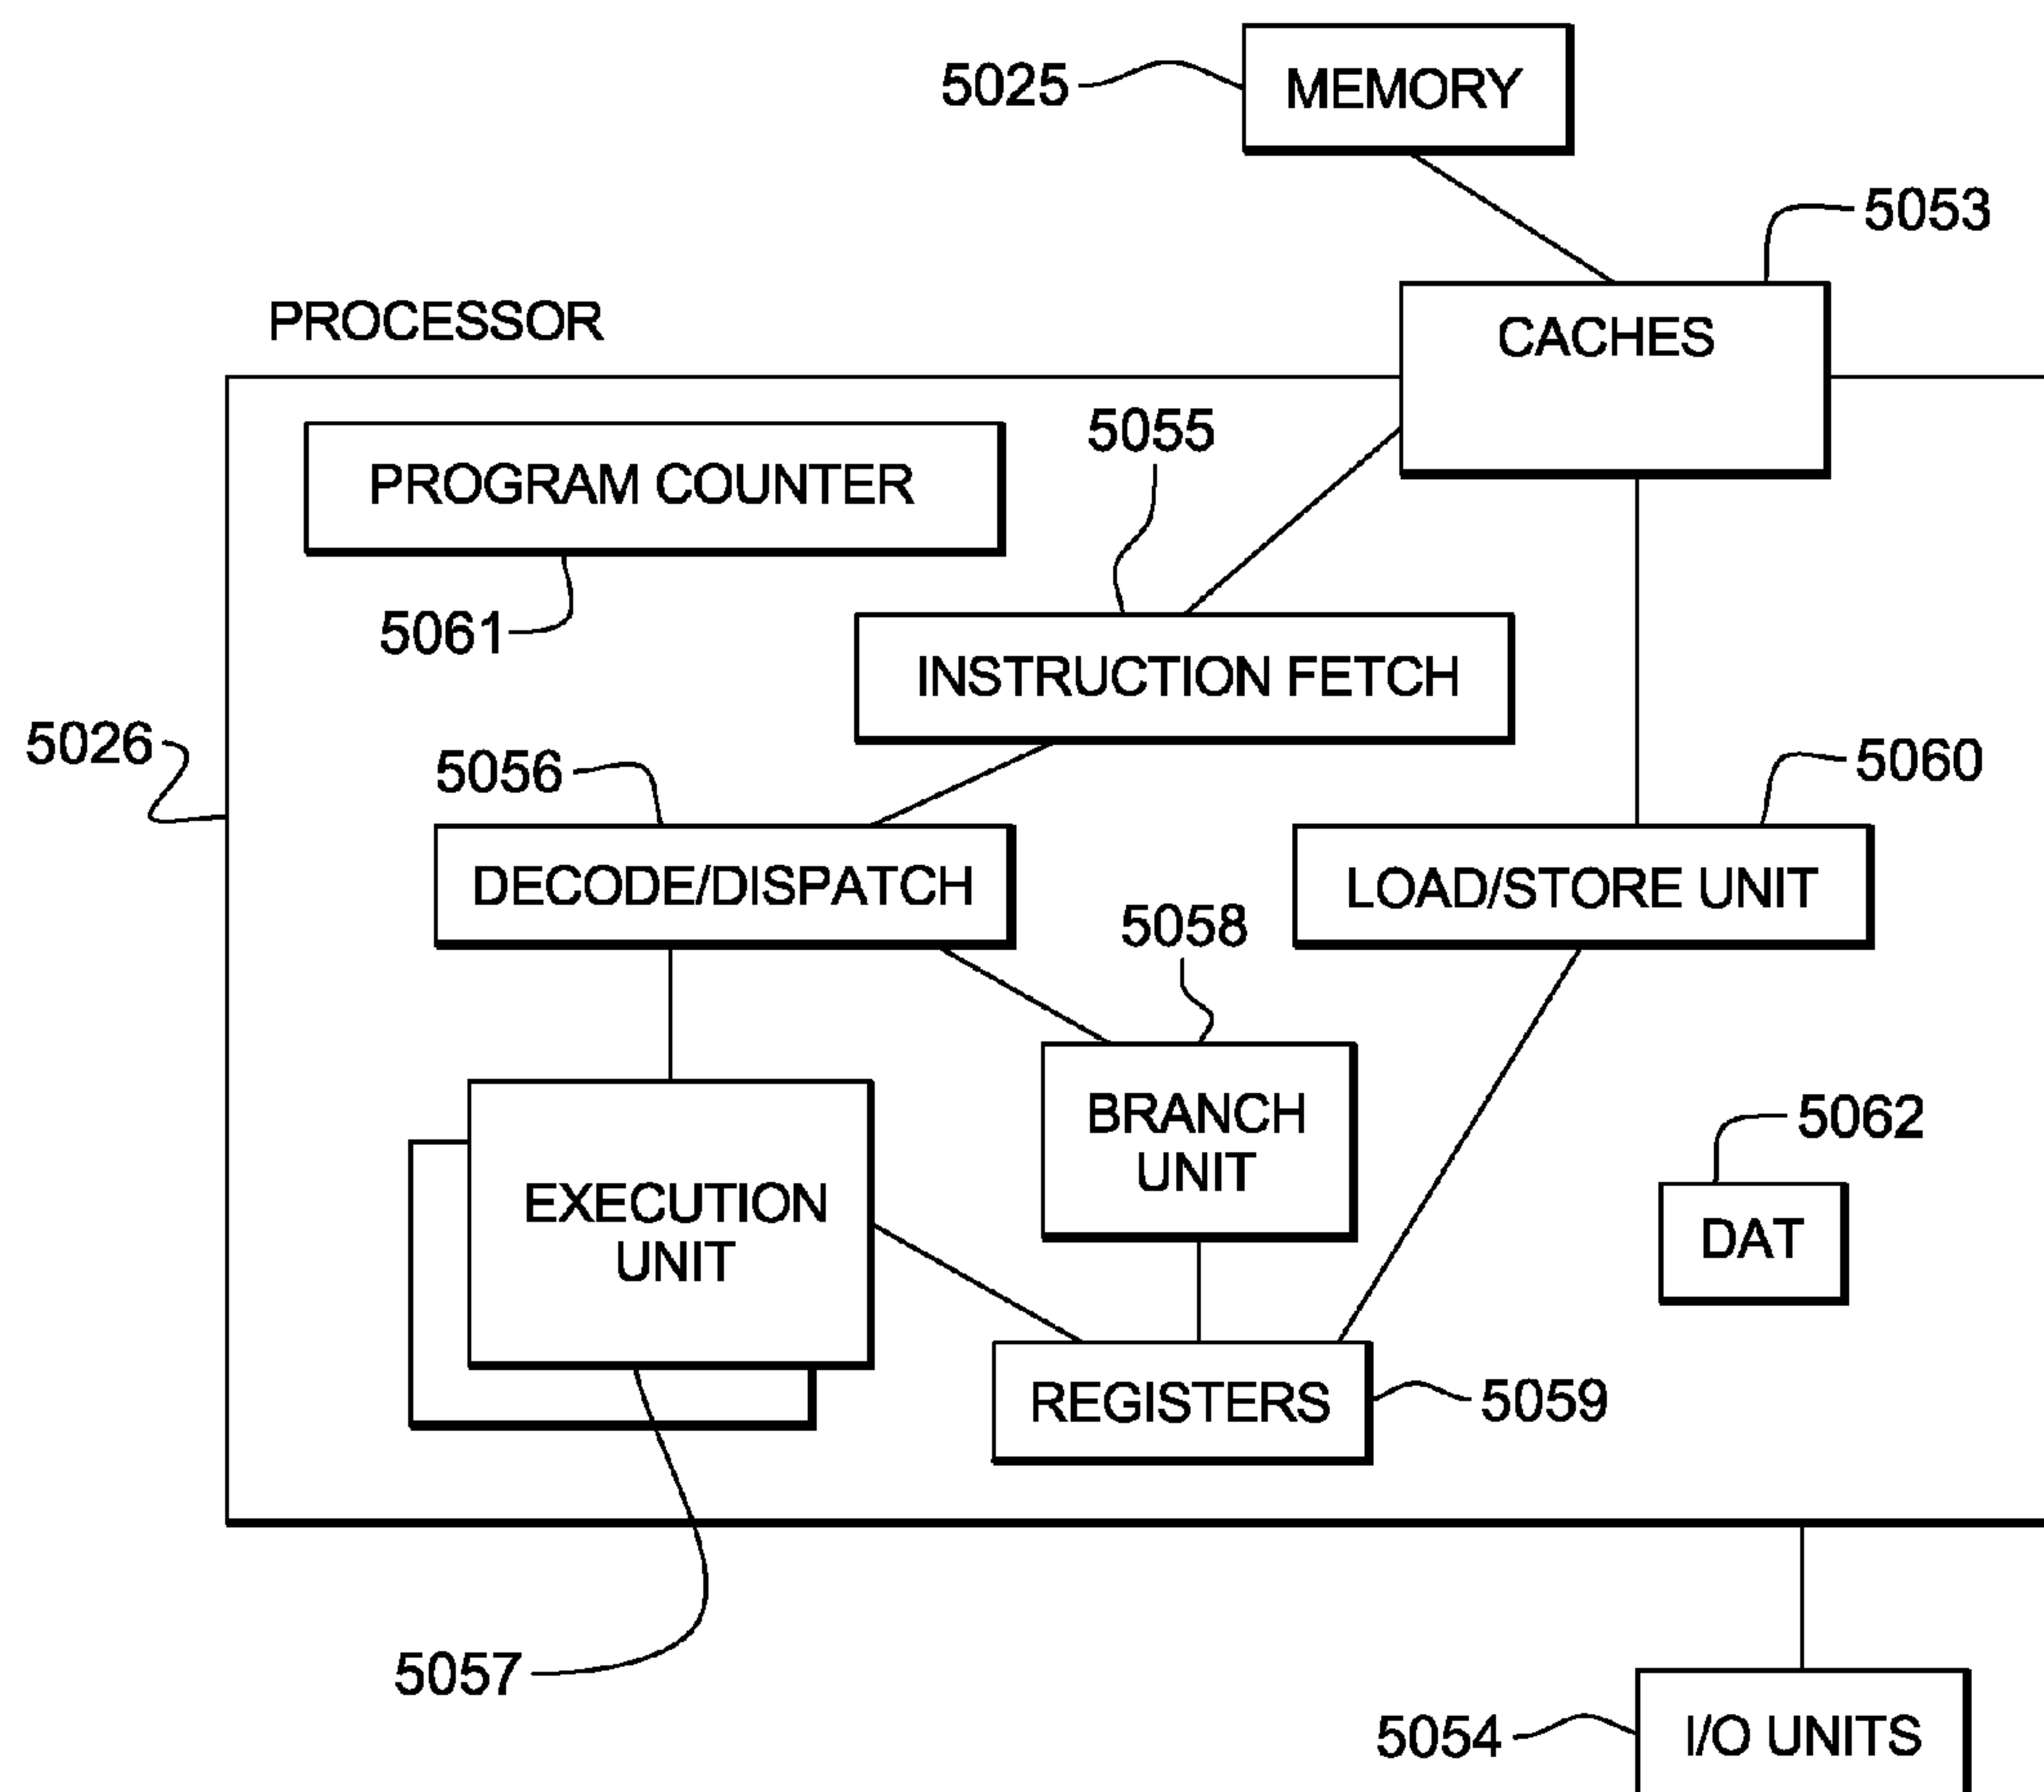 5025
MEMORY
5053
CACHES
PROCESSOR
5055
PROGRAM COUNTER
5061
INSTRUCTION FETCH
5026
5056
5060
DECODE/DISPATCH
LOAD/STORE UNIT
5058
BRANCH
UNIT
5062
EXECUTION
UNIT
DAT
REGISTERS
5059
5057
5054
I/O UNITS